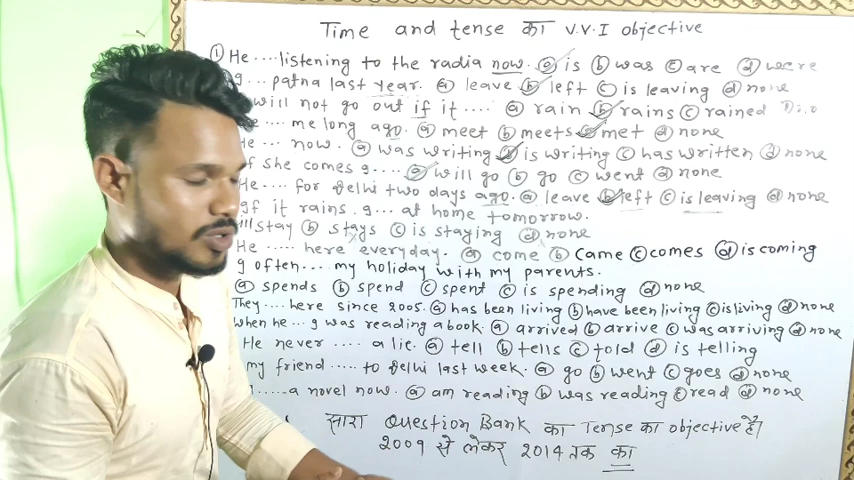 Time and tense का V.V.I objective
① He .... listening to the radia now. ⓐ is ⓑ was ⓒ are ⓓ were
g ... patna last year. ⓐ leave ⓑ left ⓒ is leaving ⓓ none
will not go out if it .... ⓐ rain ⓑ rains ⓒ rained
.... me long ago. ⓐ meet ⓑ meets ⓒ met ⓓ none
He .... now. ⓐ was writing ⓑ is writing ⓒ has written ⓓ none
f she comes g .... ⓐ will go ⓑ go ⓒ went ⓓ none
He .... for Delhi two days ago. ⓐ leave ⓑ left ⓒ is leaving ⓓ none
gf it rains. g ... at home tomorrow.
stay ⓑ stays ⓒ is staying ⓓ none
He .... here everyday. ⓐ come ⓑ came ⓒ comes ⓓ is coming
g often .... my holiday with my parents.
ⓐ spends ⓑ spend ⓒ spent ⓒ is spending ⓓ none
They .... here since 2005. ⓐ has been living ⓑ have been living ⓒ is living ⓓ none
when he ... g was reading a book. ⓐ arrived ⓑ arrive ⓒ was arriving ⓓ none
He never .... a lie. ⓐ tell ⓑ tells ⓒ told ⓓ is telling
my friend ..... to Delhi last week. ⓐ go ⓑ went ⓒ goes ⓓ none
..... a novel now. ⓐ am reading ⓑ was reading ⓒ read ⓓ none
सारा Question Bank का Tense का objective है।
2009 से लेकर 2014 तक का